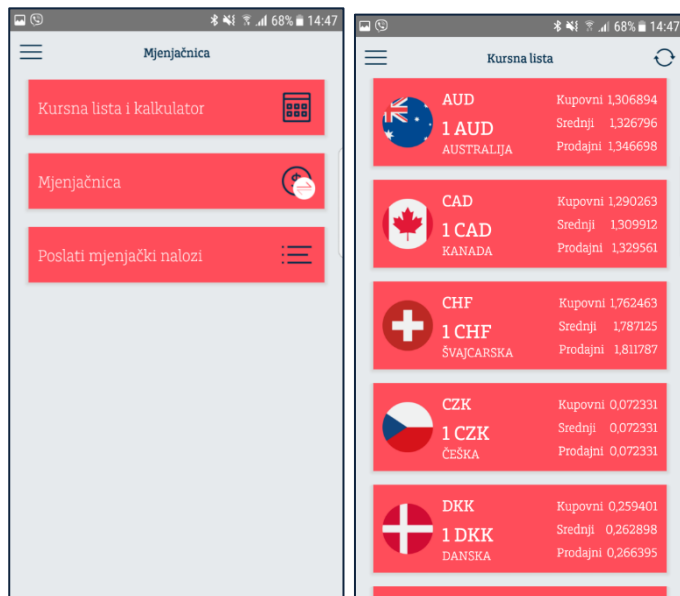 68% 14:47
Mjenjačnica
Kursna lista i kalkulator
Mjenjačnica
Poslati mjenjački nalozi
68% 14:47
Kursna lista
AUD
1 AUD
AUSTRALIJA
Kupovni 1,306894
Srednji 1,326796
Prodajni 1,346698
CAD
1 CAD
KANADA
Kupovni 1,290263
Srednji 1,309912
Prodajni 1,329561
CHF
1 CHF
ŠVAJCARSKA
Kupovni 1,762463
Srednji 1,787125
Prodajni 1,811787
CZK
1 CZK
ČEŠKA
Kupovni 0,072331
Srednji 0,072331
Prodajni 0,072331
DKK
1 DKK
DANSKA
Kupovni 0,259401
Srednji 0,262898
Prodajni 0,266395